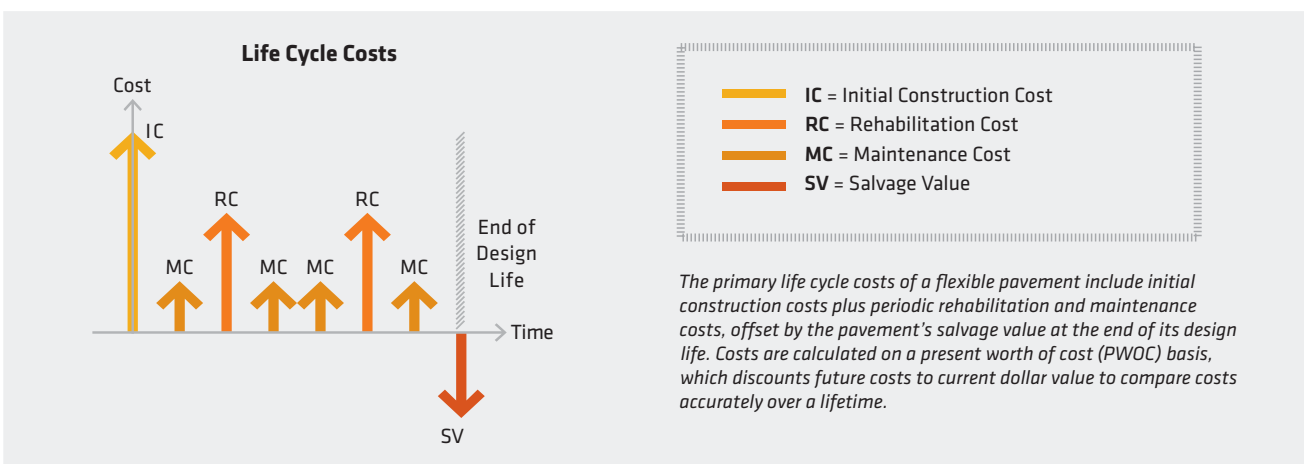 Life Cycle Costs
Cost
IC
RC
RC
MC
MC
MC
MC
End of
Design
Life
Time
SV
IC = Initial Construction Cost
RC = Rehabilitation Cost
MC = Maintenance Cost
SV = Salvage Value
The primary life cycle costs of a flexible pavement include initial
construction costs plus periodic rehabilitation and maintenance
costs, offset by the pavement's salvage value at the end of its design
life. Costs are calculated on a present worth of cost (PWOC) basis,
which discounts future costs to current dollar value to compare costs
accurately over a lifetime.